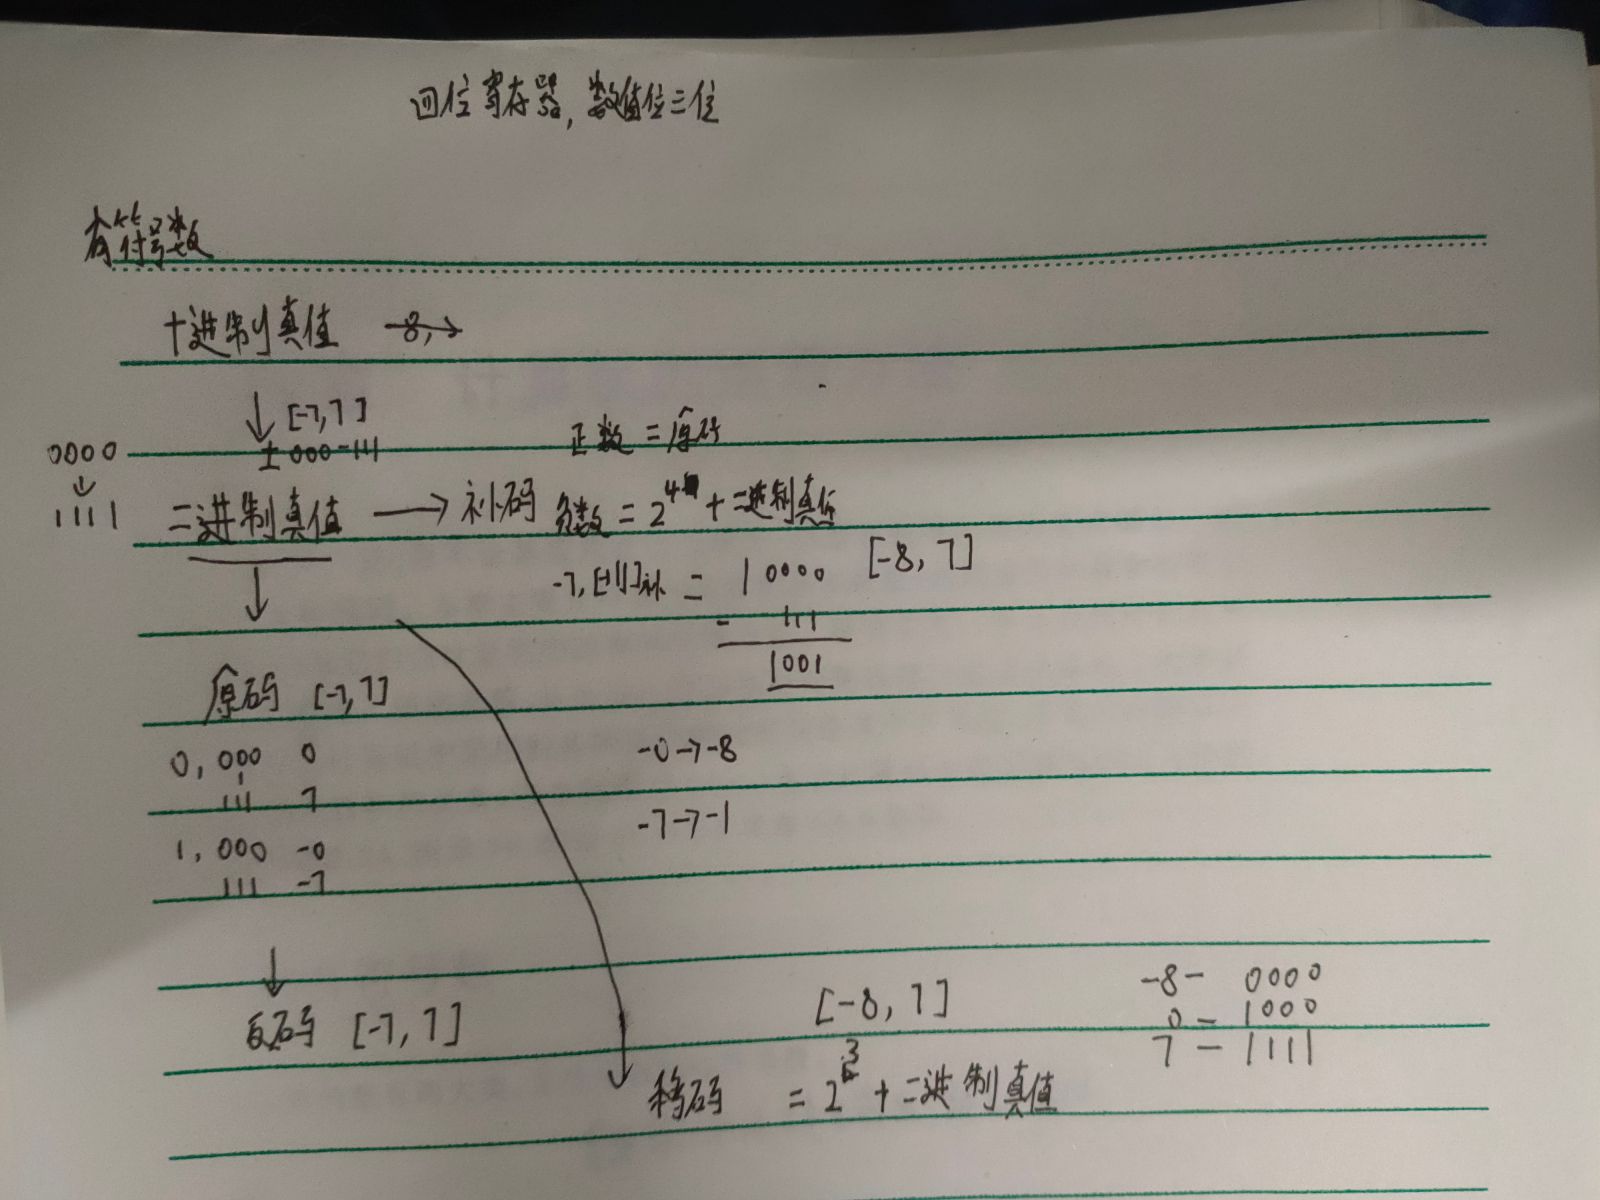 四位寄存器,数值位三位
有符号数
十进制真值 -8,→
↓ [-7,7]
0000 ± 000-111 正数 = 原码
↓
1111 二进制真值 → 补码 负数 = 2^4 + 二进制真值
-7, [-111]补 = 10000 [-8, 7]
- 111
1001
原码 [-7,7]
0,000 0 -0→-8
111 7
-7→-1
1,000 -0
111 -7
↓
-8- 0000
[-8, 7] 0 - 1000
反码 [-7, 7] 7 - 1111
移码 = 2^3 + 二进制真值